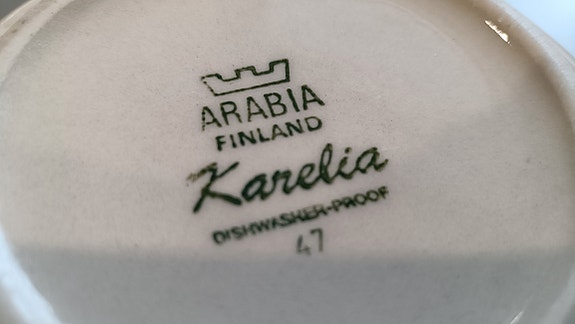 ARABIA
FINLAND
Karelia
DISHWASHER-PROOF
47